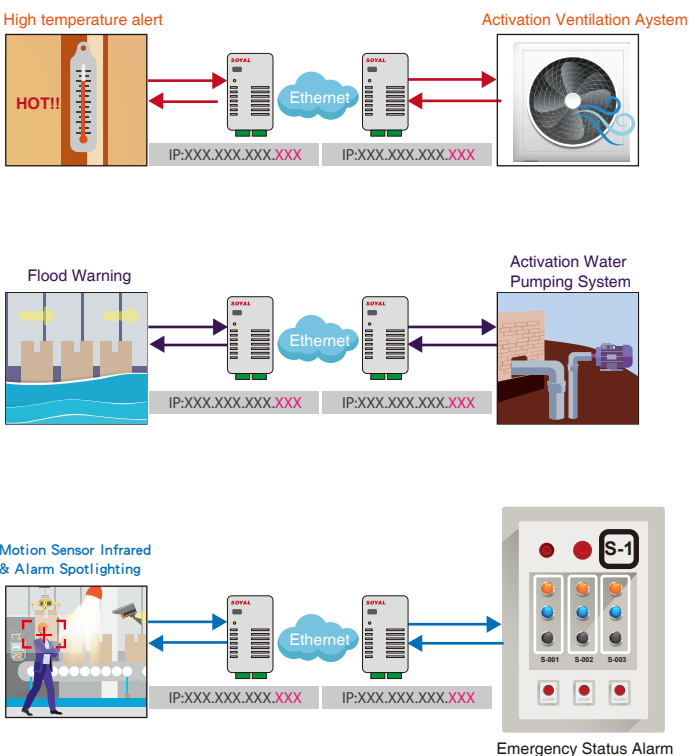 High temperature alert
Activation Ventilation Aystem
HOT!!
SOYAL
Ethernet
SOYAL
IP:XXX.XXX.XXX.XXX
IP:XXX.XXX.XXX.XXX
Flood Warning
Activation Water
Pumping System
SOYAL
Ethernet
SOYAL
IP:XXX.XXX.XXX.XXX
IP:XXX.XXX.XXX.XXX
Motion Sensor Infrared
& Alarm Spotlighting
SOYAL
Ethernet
SOYAL
IP:XXX.XXX.XXX.XXX
IP:XXX.XXX.XXX.XXX
S-1
S-001
S-002
S-003
Emergency Status Alarm